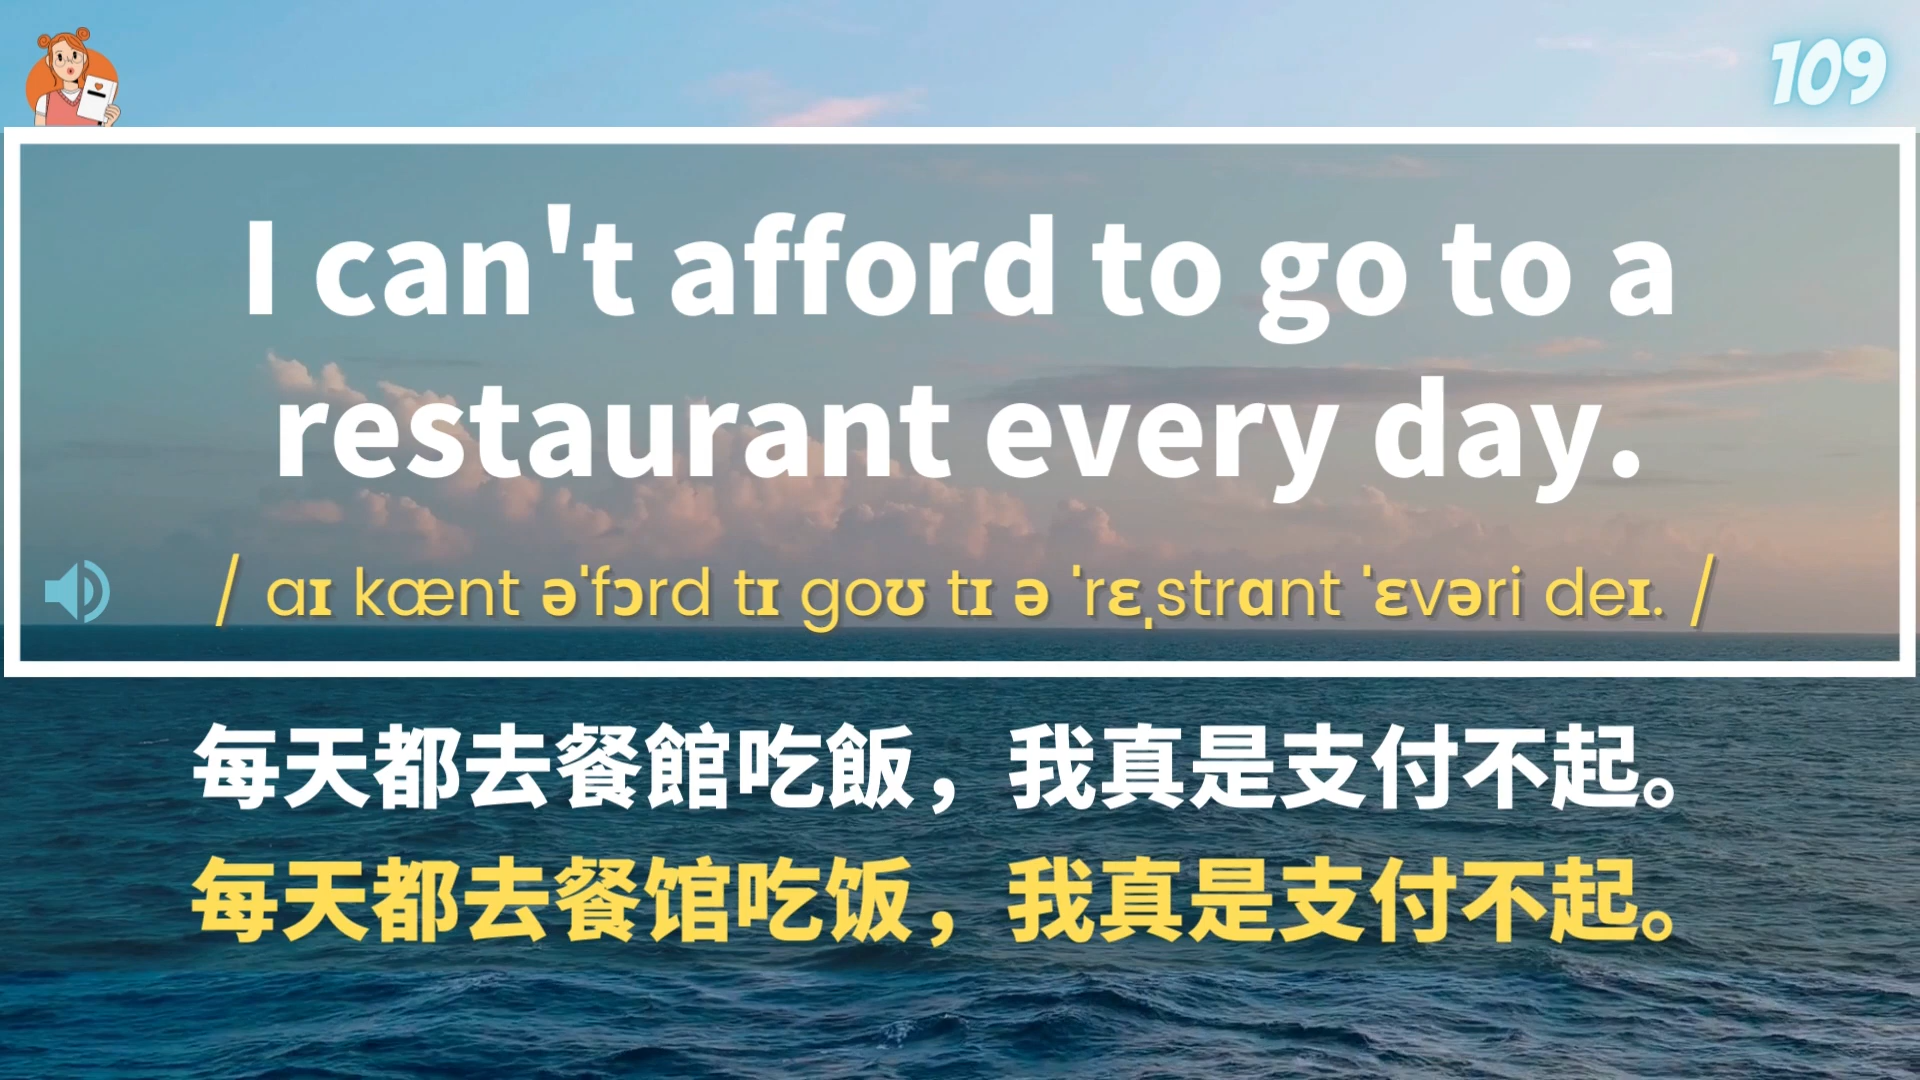 109
I can't afford to go to a
restaurant every day.
/ aɪ kænt əˈfɔrd tɪ goʊ tɪ ə ˈrɛˌstrɑnt ˈɛvəri deɪ. /
每天都去餐館吃飯，我真是支付不起。
每天都去餐馆吃饭，我真是支付不起。